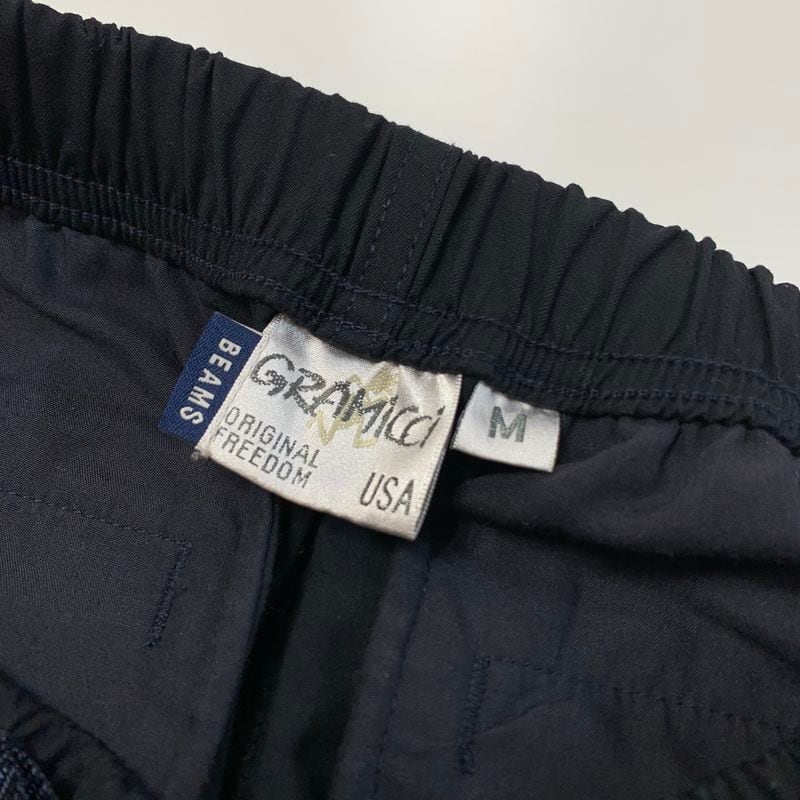 BEAMS
GRAMiCCi
ORIGINAL
FREEDOM
USA
M